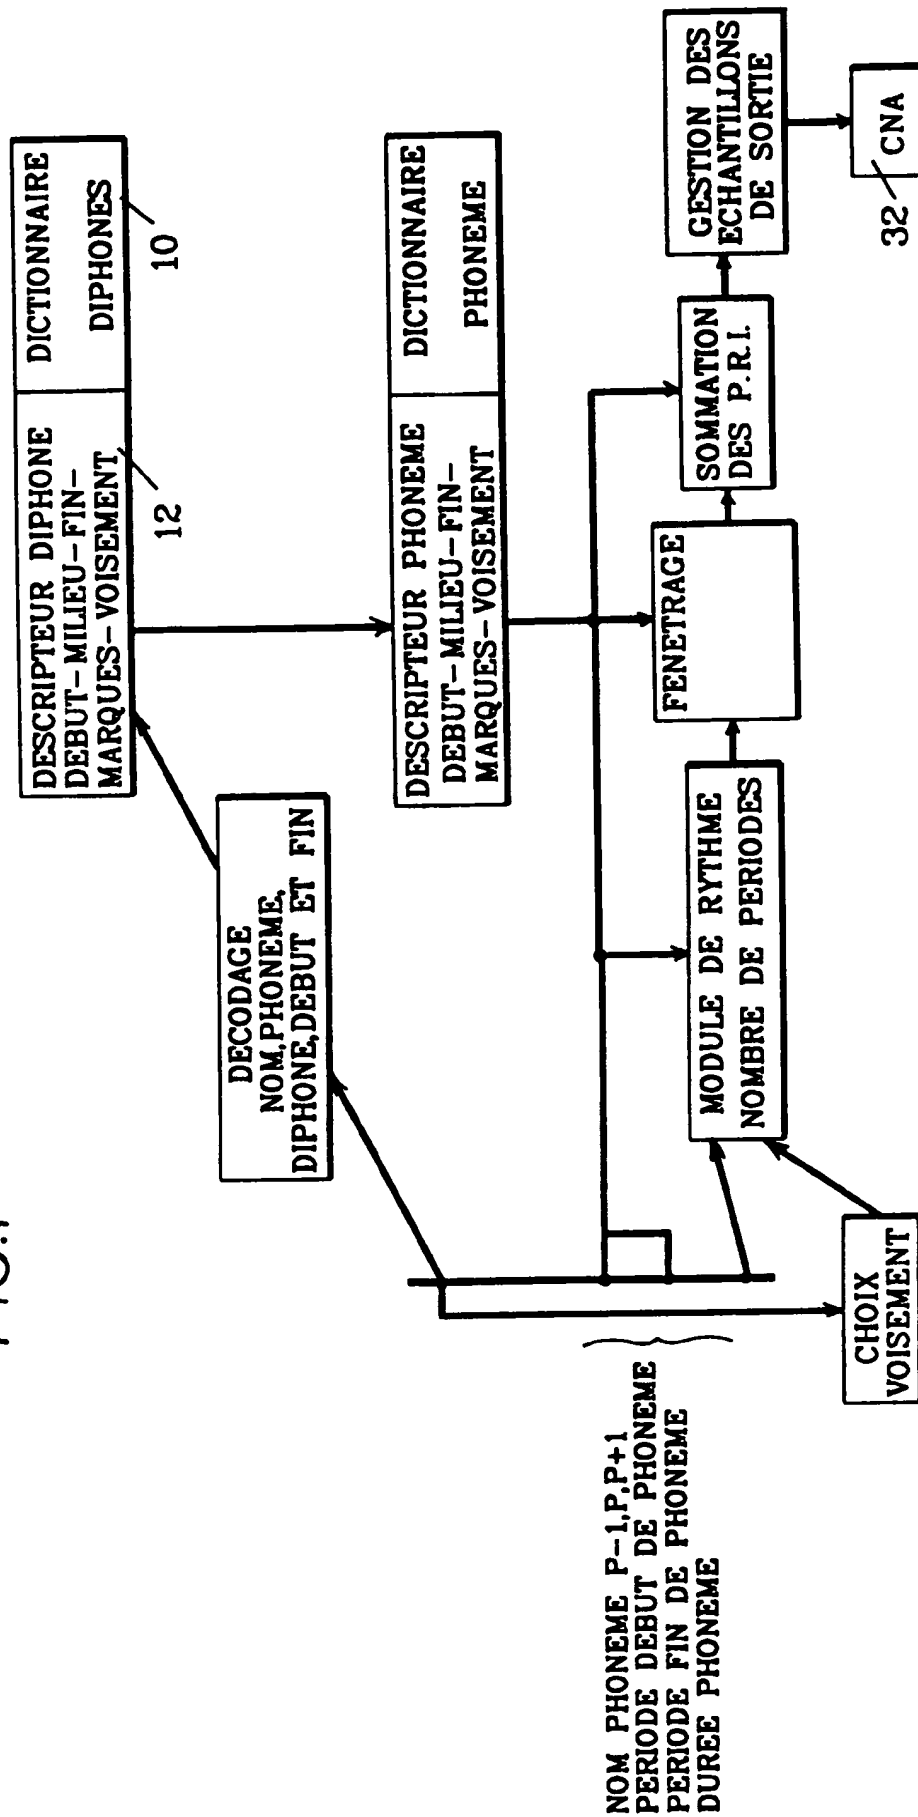 DESCRIPTEUR DIPHONE
DEBUT-MILIEU-FIN-
MARQUES-VOISEMENT
DICTIONNAIRE
DIPHONES
12
10
DECODAGE
NOM,PHONEME,
DIPHONE,DEBUT ET FIN
DESCRIPTEUR PHONEME
DEBUT-MILIEU-FIN-
MARQUES-VOISEMENT
DICTIONNAIRE
PHONEME
NOM PHONEME P-1,P,P+1
PERIODE DEBUT DE PHONEME
PERIODE FIN DE PHONEME
DUREE PHONEME
CHOIX
VOISEMENT
MODULE DE RYTHME
NOMBRE DE PERIODES
FENETRAGE
SOMMATION
DES P.R.I.
GESTION DES
ECHANTILLONS
DE SORTIE
32
CNA